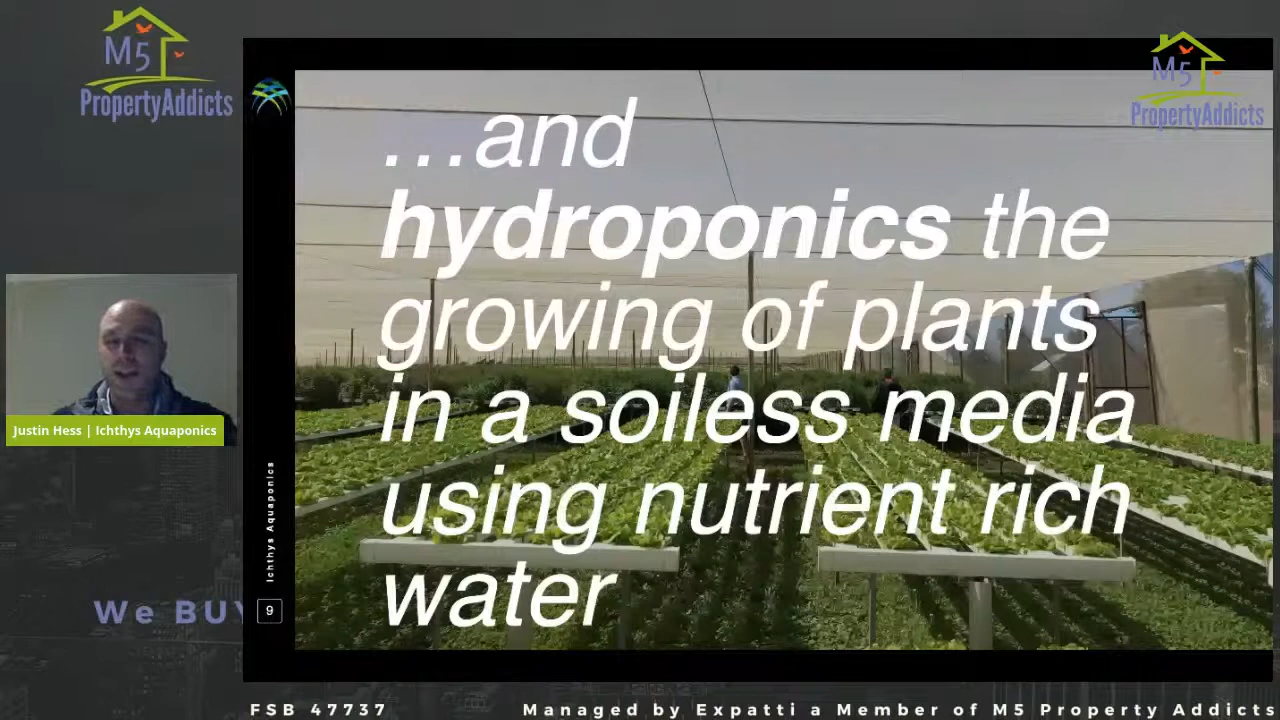 M5
PropertyAddicts
M5
PropertyAddicts
…and
hydroponics the
growing of plants
in a soiless media
using nutrient rich
water
Justin Hess | Ichthys Aquaponics
Ichthys Aquaponics
9
We BUY
FSB 47737
Managed by Expatti a Member of M5 Property Addicts